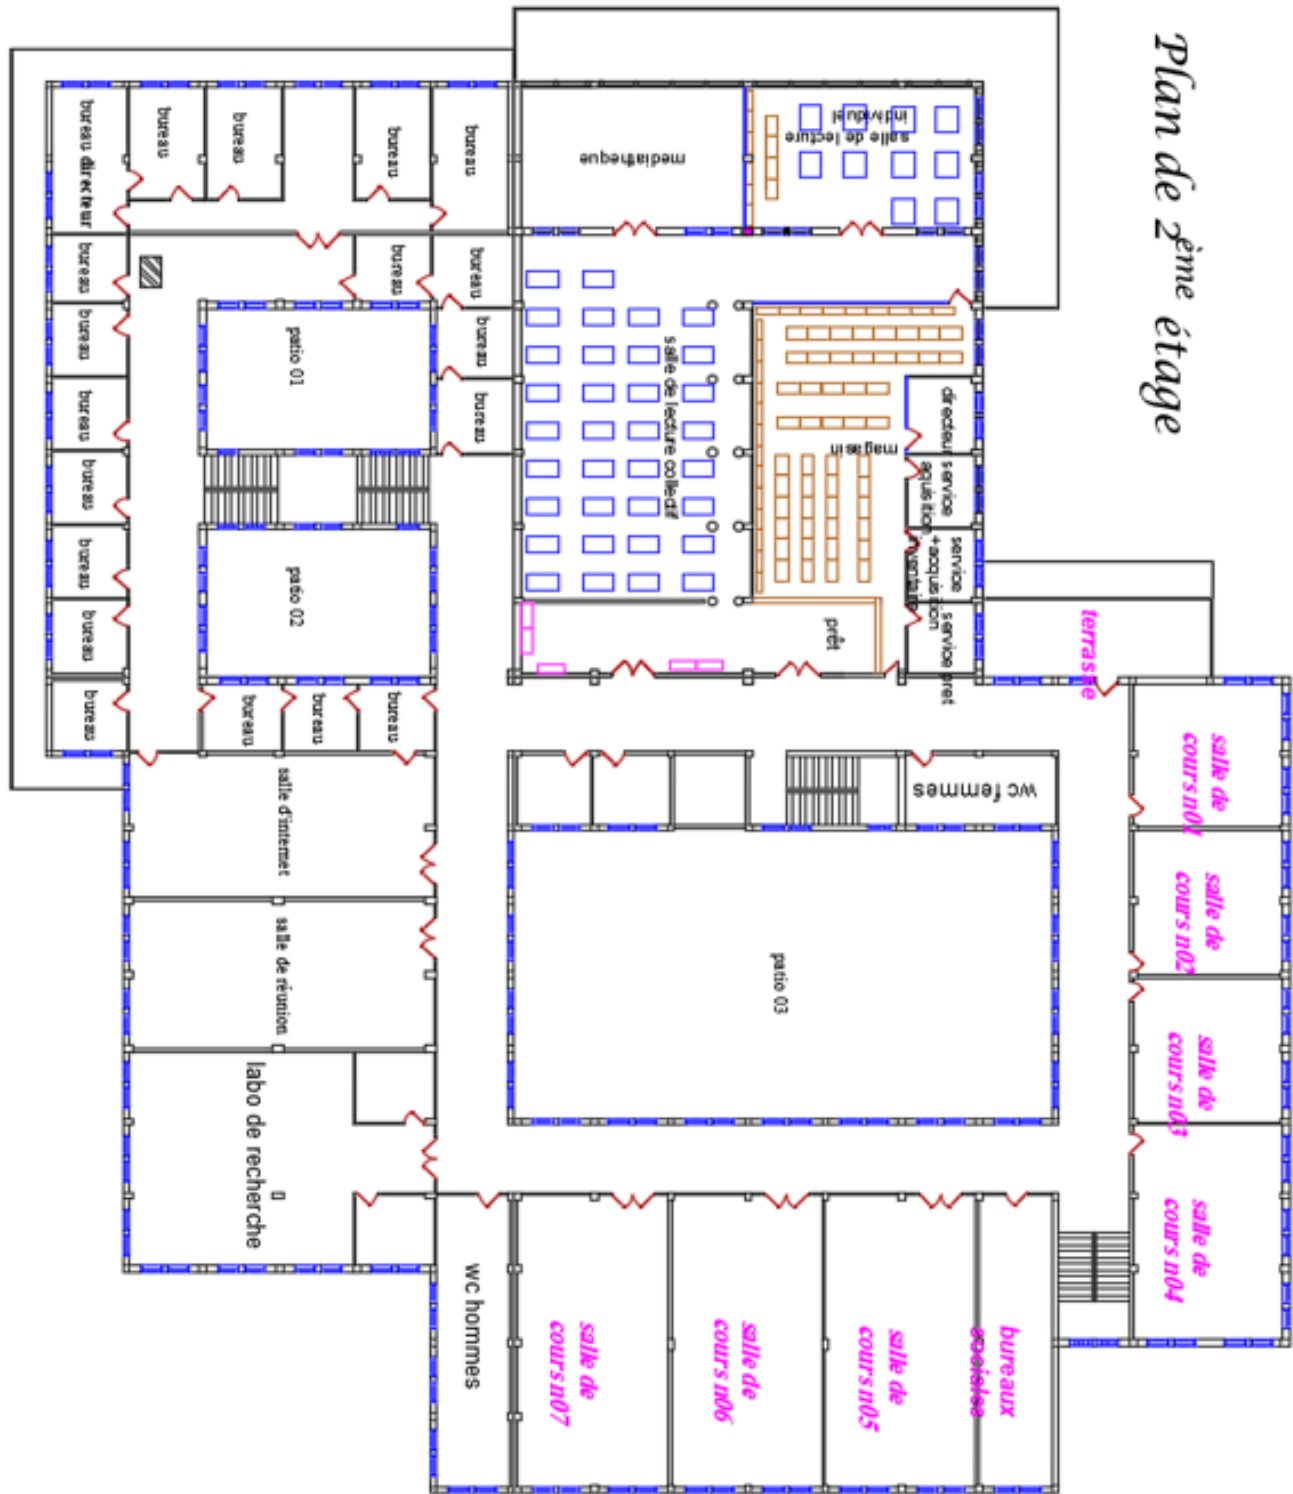 Plan de 2ème étage
bureau directeur
bureau
bureau
bureau
bureau
mediatheque
salle de lecture
individuel
bureau
bureau
bureau
bureau
bureau
bureau
bureau
bureau
bureau
bureau
bureau
bureau
patio 01
patio 02
bureau
bureau
bureau
salle de lecture collectif
magasin
directeur
service
acquisition
service
+acquisition
inventaire
service pret
prêt
terrasse
salle d'internet
salle de réunion
labo de recherche
wc femmes
patio 03
salle de
cours n01
salle de
cours n02
salle de
cours n03
salle de
cours n04
wc hommes
salle de
cours n07
salle de
cours n06
salle de
cours n05
bureaux
sociales